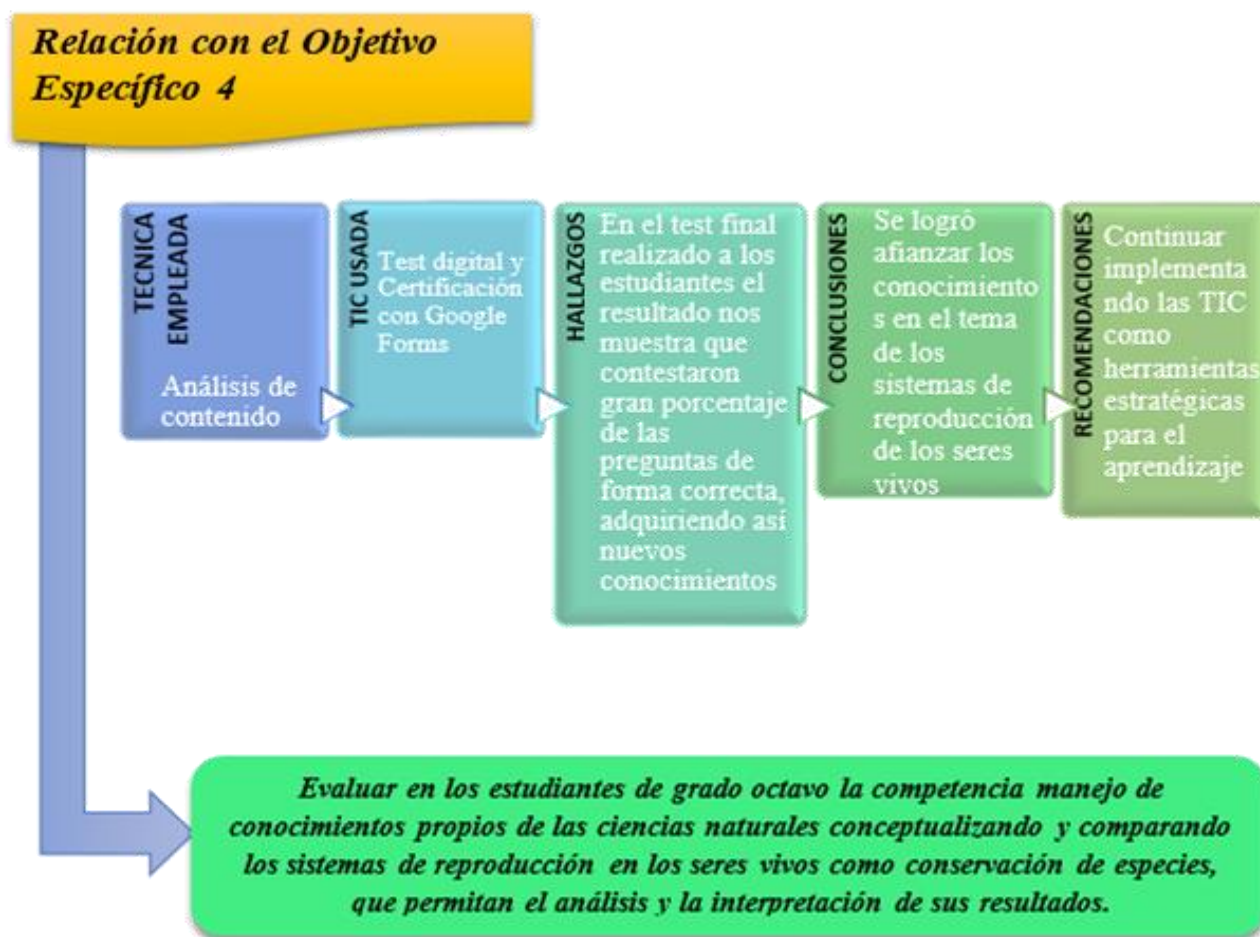 Relación con el Objetivo
Específico 4
TECNICA
EMPLEADA
Análisis de
contenido
TIC USADA
Test digital y
Certificación
con Google
Forms
HALLAZGOS
En el test final
realizado a los
estudiantes el
resultado nos
muestra que
contestaron
gran porcentaje
de las
preguntas de
forma correcta,
adquiriendo así
nuevos
conocimientos
CONCLUSIONES
Se logró
afianzar los
conocimiento
s en el tema
de los
sistemas de
reproducción
de los seres
vivos
RECOMENDACIONES
Continuar
implementa
ndo las TIC
como
herramientas
estratégicas
para el
aprendizaje
Evaluar en los estudiantes de grado octavo la competencia manejo de
conocimientos propios de las ciencias naturales conceptualizando y comparando
los sistemas de reproducción en los seres vivos como conservación de especies,
que permitan el análisis y la interpretación de sus resultados.